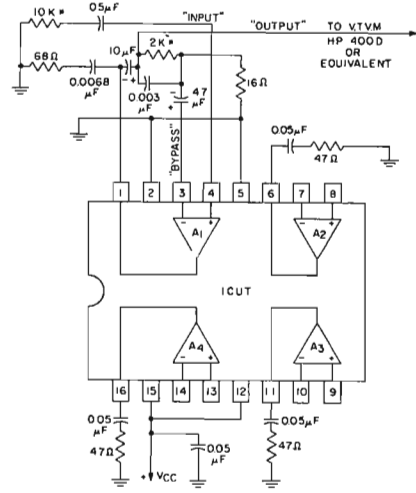 10K* 05µF "INPUT" "OUTPUT" TO V.T.V.M
HP 400D
OR
EQUIVALENT
68Ω 0.0068
µF
10µF
- +
2K*
0.003
µF
-
+
47
µF
16Ω
"BYPASS"
0.05µF
47Ω
1 2 3 4 5 6 7 8
- + A1
- + A2
ICUT
A4 - +
A3 - +
16 15 14 13 12 11 10 9
0.05
µF
47Ω
+ VCC
0.05
µF
0.05µF
47Ω